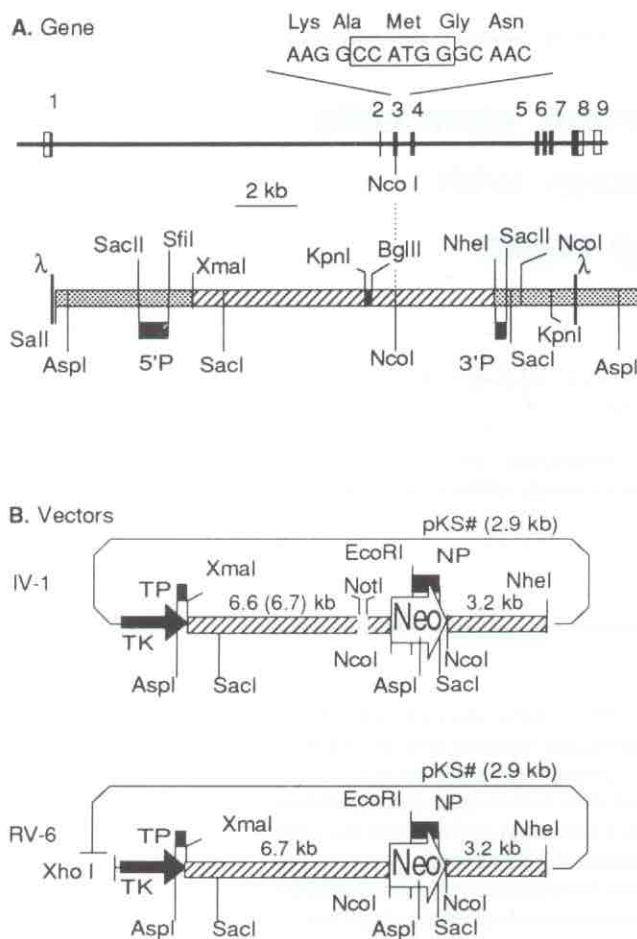 A. Gene
Lys Ala Met Gly Asn
AAG GCC ATG GGC AAC
1 2 3 4 5 6 7 8 9
Nco I
2 kb
SacII SfiI XmaI KpnI BglII NheI SacII NcoI
λ λ
SalI AspI 5'P SacI NcoI 3'P SacI KpnI AspI
B. Vectors
pKS# (2.9 kb)
IV-1
EcoRI NP
TP XmaI NotI NheI
6.6 (6.7) kb Neo 3.2 kb
TK NcoI NcoI
AspI SacI AspI SacI
pKS# (2.9 kb)
RV-6
EcoRI NP
TP XmaI NheI
6.7 kb Neo 3.2 kb
Xho I TK NcoI NcoI
AspI SacI AspI SacI